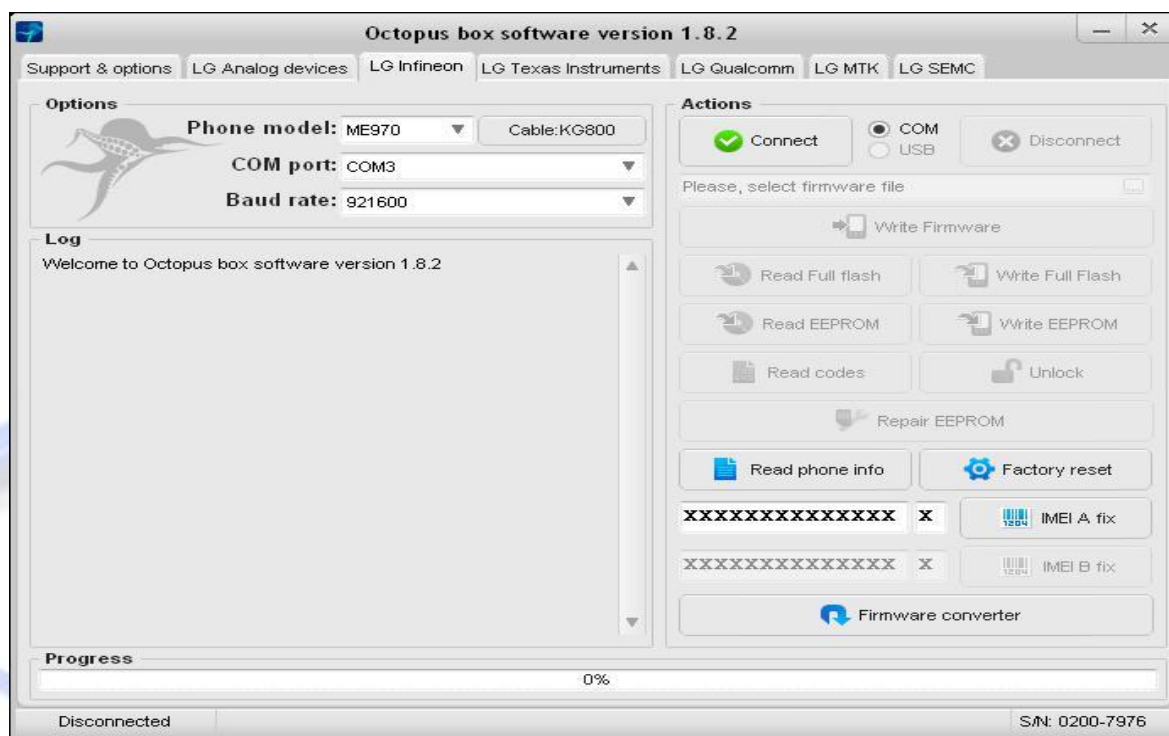 Octopus box software version 1.8.2
Support & options LG Analog devices LG Infineon LG Texas Instruments LG Qualcomm LG MTK LG SEMC
Options
Phone model: ME970 Cable:KG800
COM port: COM3
Baud rate: 921600
Log
Welcome to Octopus box software version 1.8.2
Actions
Connect COM USB Disconnect
Please, select firmware file
Write Firmware
Read Full flash Write Full Flash
Read EEPROM Write EEPROM
Read codes Unlock
Repair EEPROM
Read phone info Factory reset
XXXXXXXXXXXXXX X IMEI A fix
XXXXXXXXXXXXXX X IMEI B fix
Firmware converter
Progress
0%
Disconnected S/N: 0200-7976